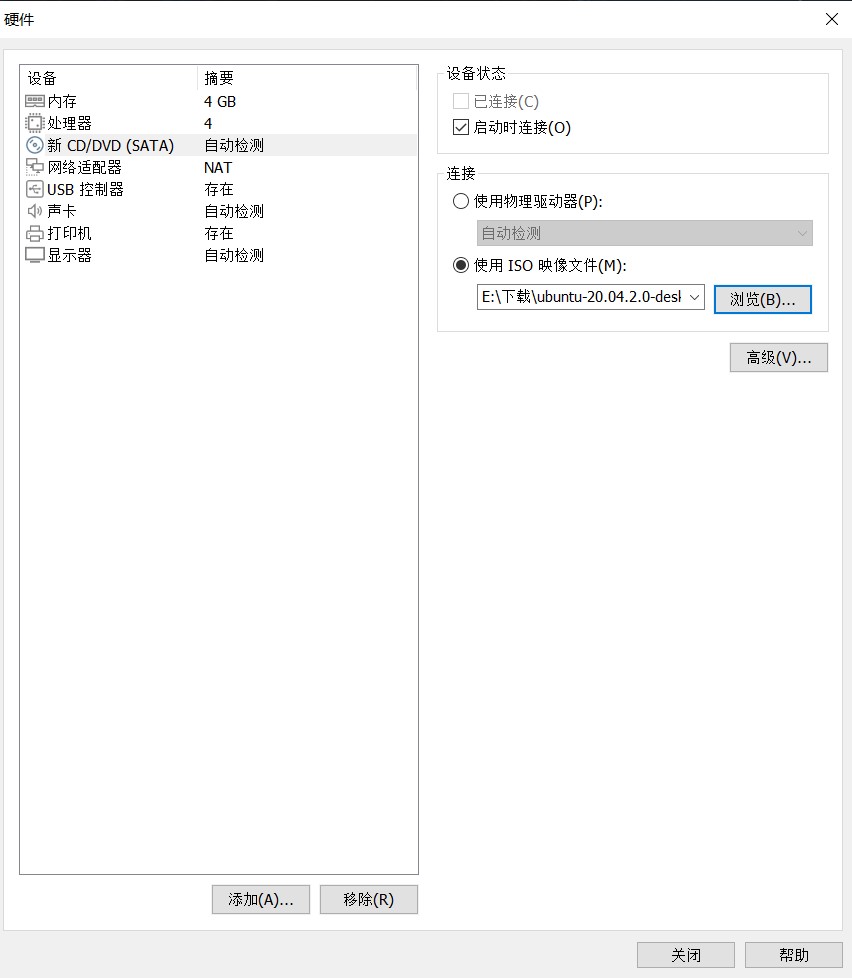 硬件
设备 摘要
内存 4 GB
处理器 4
新 CD/DVD (SATA) 自动检测
网络适配器 NAT
USB 控制器 存在
声卡 自动检测
打印机 存在
显示器 自动检测
添加(A)... 移除(R)
设备状态
已连接(C)
启动时连接(O)
连接
使用物理驱动器(P):
自动检测
使用 ISO 映像文件(M):
E:\下载\ubuntu-20.04.2.0-desk 浏览(B)...
高级(V)...
关闭 帮助